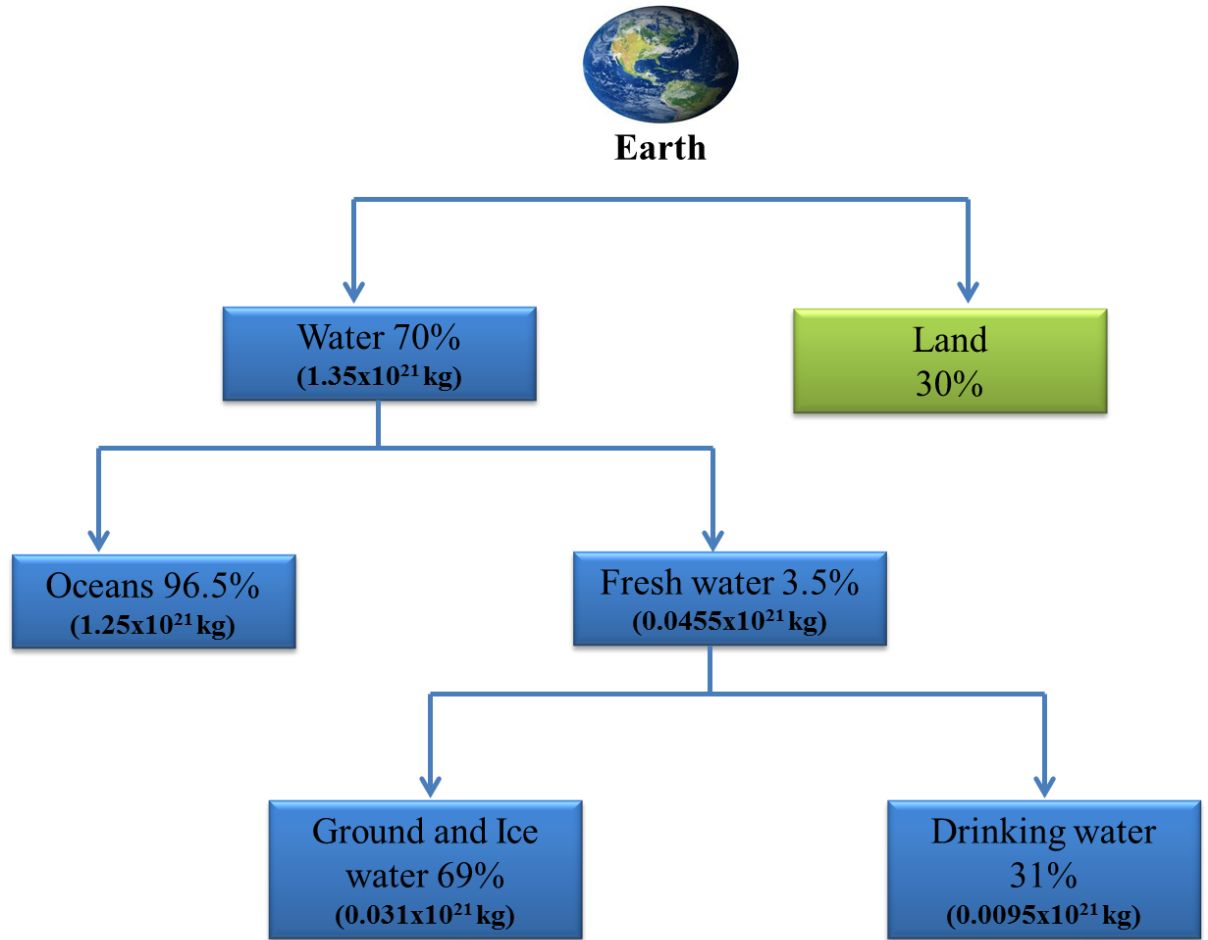 Earth
Water 70%
(1.35x10²¹ kg)
Land
30%
Oceans 96.5%
(1.25x10²¹ kg)
Fresh water 3.5%
(0.0455x10²¹ kg)
Ground and Ice
water 69%
(0.031x10²¹ kg)
Drinking water
31%
(0.0095x10²¹ kg)